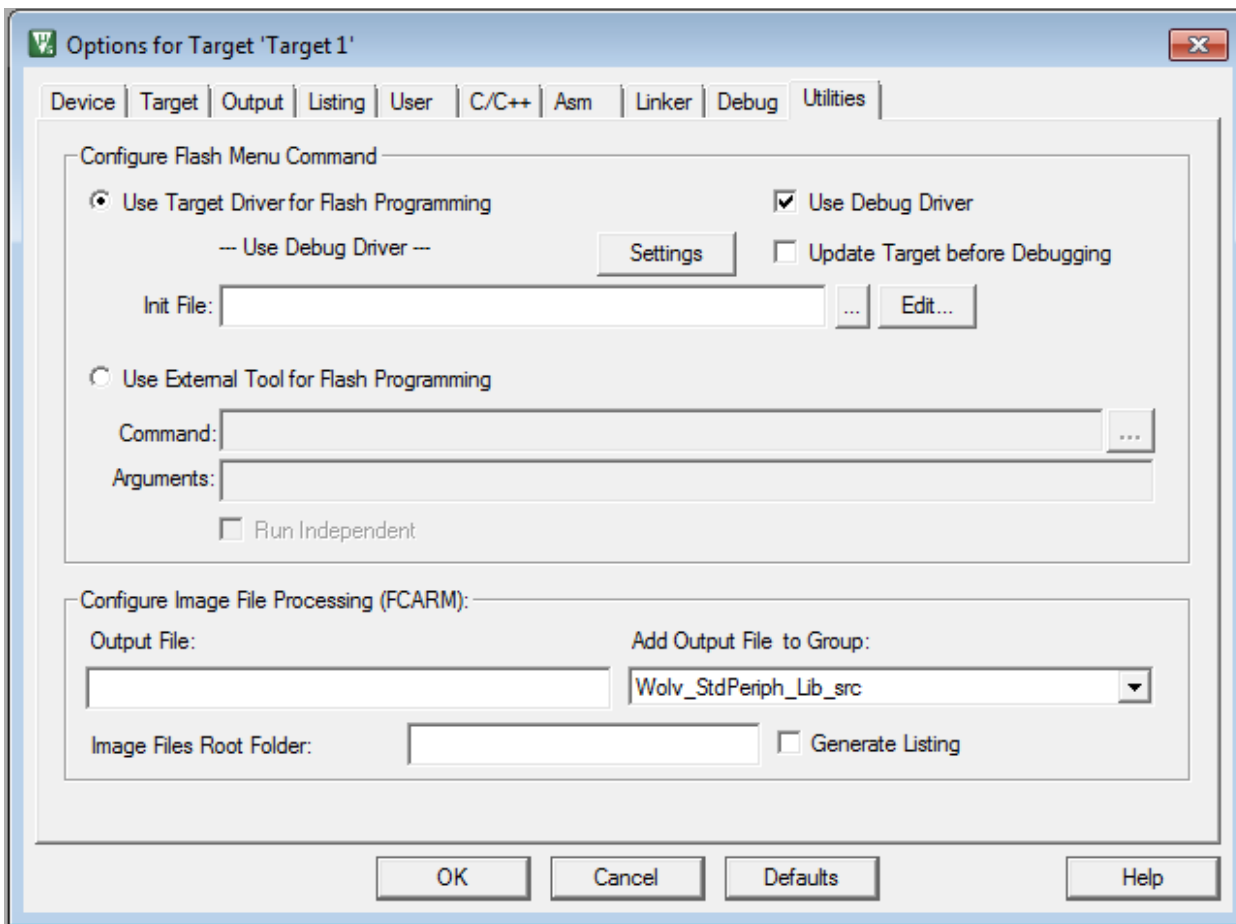 Options for Target 'Target 1'
Device Target Output Listing User C/C++ Asm Linker Debug Utilities
Configure Flash Menu Command
Use Target Driver for Flash Programming Use Debug Driver
--- Use Debug Driver --- Settings Update Target before Debugging
Init File: ... Edit...
Use External Tool for Flash Programming
Command: ...
Arguments:
Run Independent
Configure Image File Processing (FCARM):
Output File: Add Output File to Group:
Wolv_StdPeriph_Lib_src
Image Files Root Folder: Generate Listing
OK Cancel Defaults Help